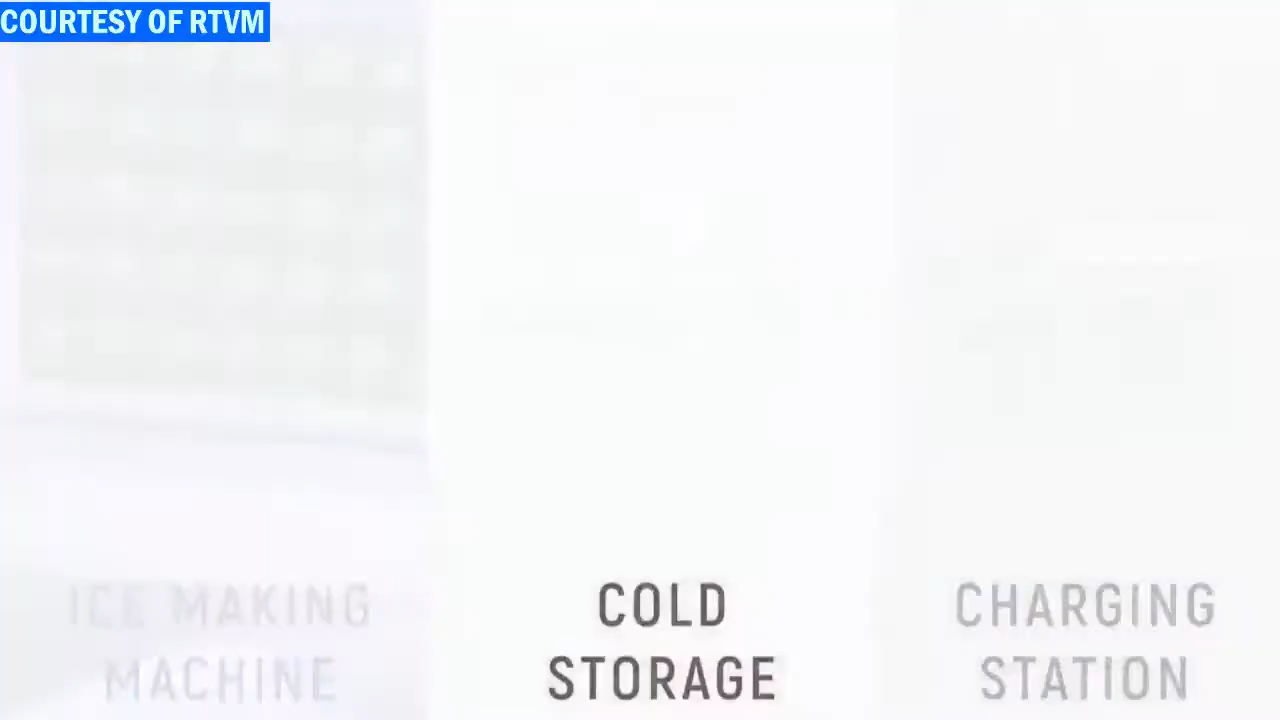 COURTESY OF RTVM
ICE MAKING
MACHINE
COLD
STORAGE
CHARGING
STATION